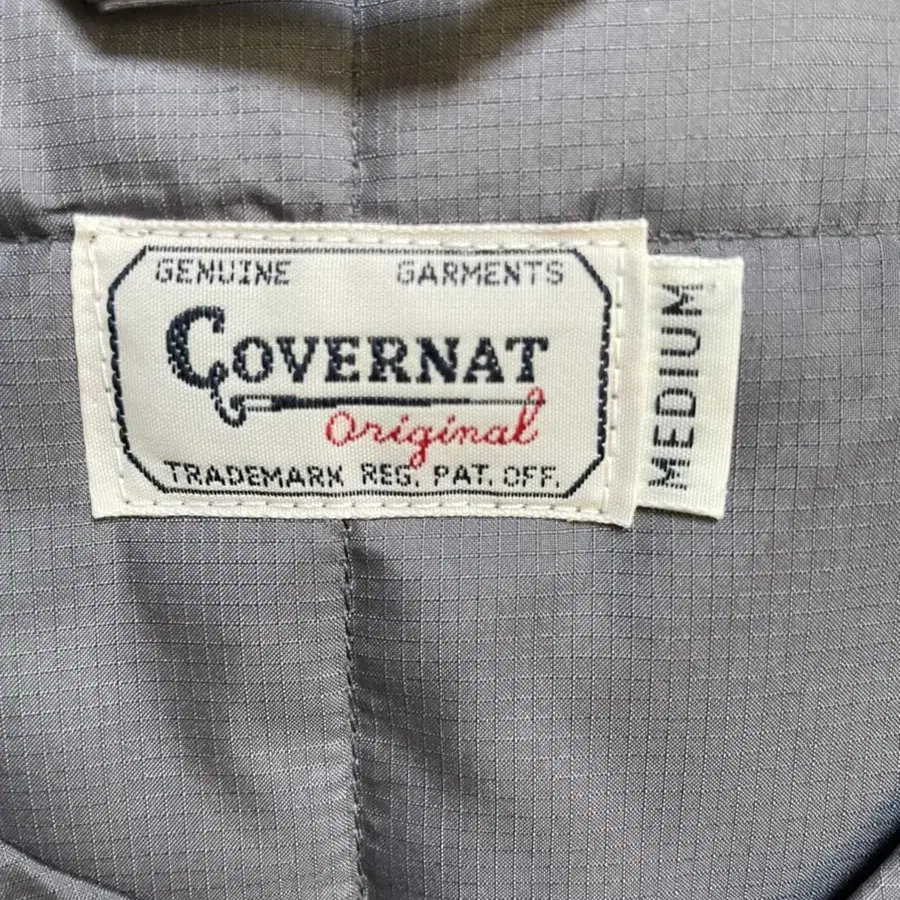 GENUINE GARMENTS
COVERNAT
Original
TRADEMARK REG. PAT. OFF.
MEDIUM